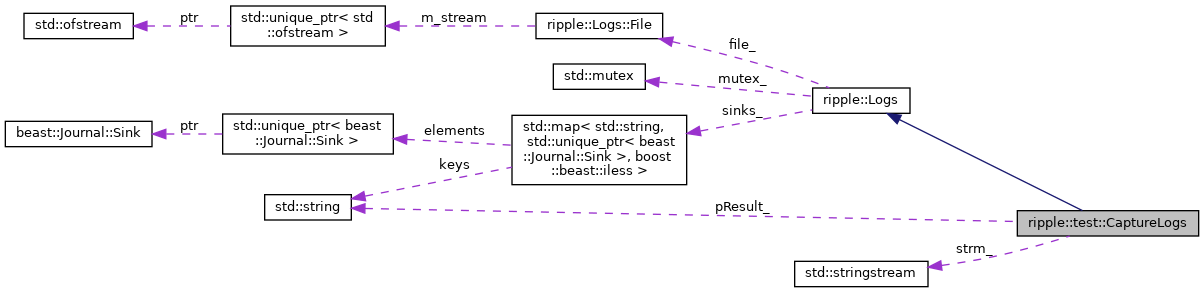 std::ofstream
ptr
std::unique_ptr< std
::ofstream >
m_stream
ripple::Logs::File
file_
std::mutex
mutex_
ripple::Logs
sinks_
beast::Journal::Sink
ptr
std::unique_ptr< beast
::Journal::Sink >
elements
keys
std::map< std::string,
std::unique_ptr< beast
::Journal::Sink >, boost
::beast::iless >
std::string
pResult_
ripple::test::CaptureLogs
strm_
std::stringstream